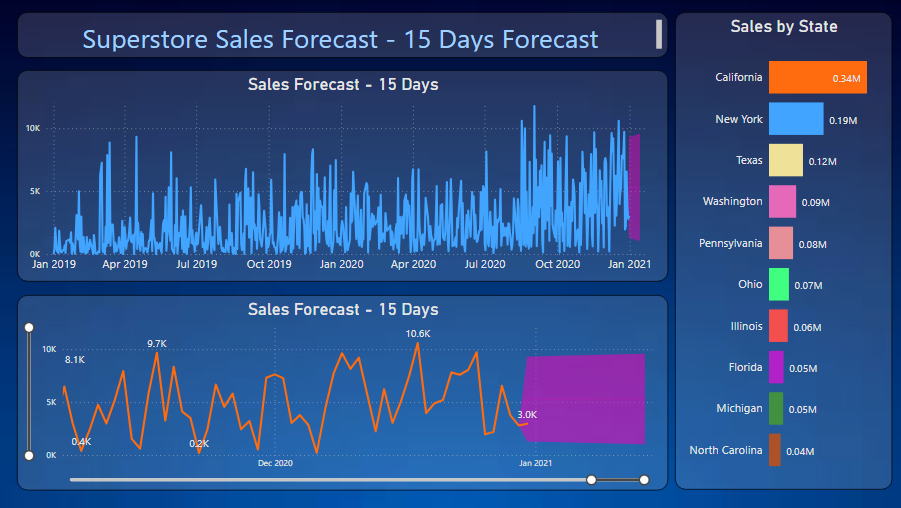 Superstore Sales Forecast - 15 Days Forecast
Sales Forecast - 15 Days
10K
5K
0K
Jan 2019 Apr 2019 Jul 2019 Oct 2019 Jan 2020 Apr 2020 Jul 2020 Oct 2020 Jan 2021
Sales Forecast - 15 Days
10K
5K
0K
8.1K
0.4K
9.7K
0.2K
10.6K
3.0K
Dec 2020 Jan 2021
Sales by State
California 0.34M
New York 0.19M
Texas 0.12M
Washington 0.09M
Pennsylvania 0.08M
Ohio 0.07M
Illinois 0.06M
Florida 0.05M
Michigan 0.05M
North Carolina 0.04M